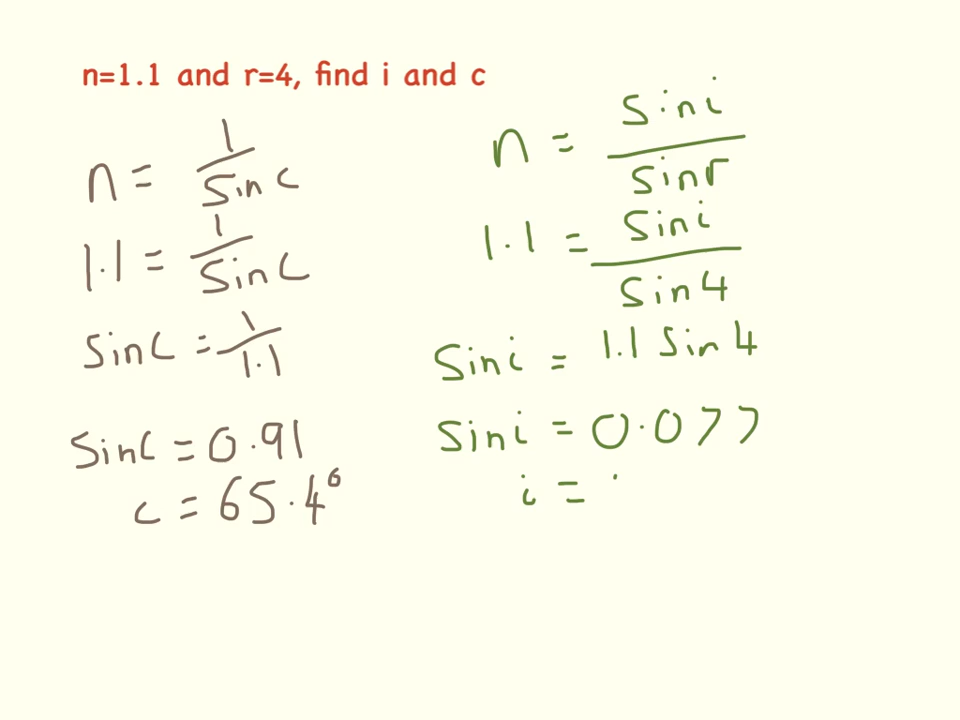 n=1.1 and r=4, find i and c
n = 1/sin c
1.1 = 1/sin c
sin c = 1/1.1
sin c = 0.91
c = 65.4°
n = sin i/sin r
1.1 = sin i/sin 4
sin i = 1.1 sin 4
sin i = 0.077
i =